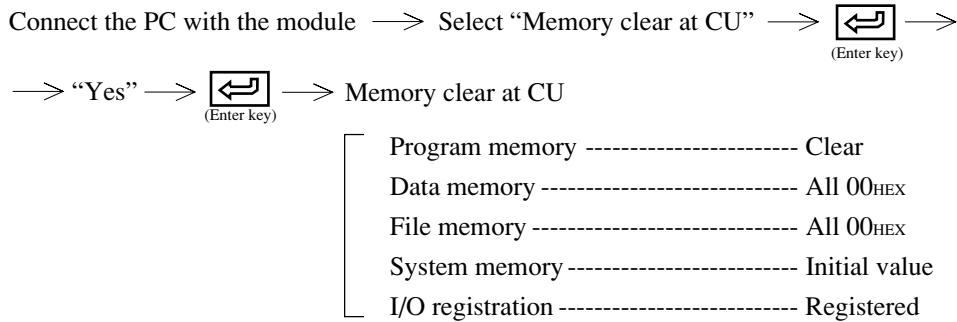 Connect the PC with the module → Select “Memory clear at CU” → (Enter key) →
→ “Yes” → (Enter key) → Memory clear at CU
Program memory ------------------------ Clear
Data memory ---------------------------- All 00HEX
File memory ----------------------------- All 00HEX
System memory ------------------------- Initial value
I/O registration -------------------------- Registered